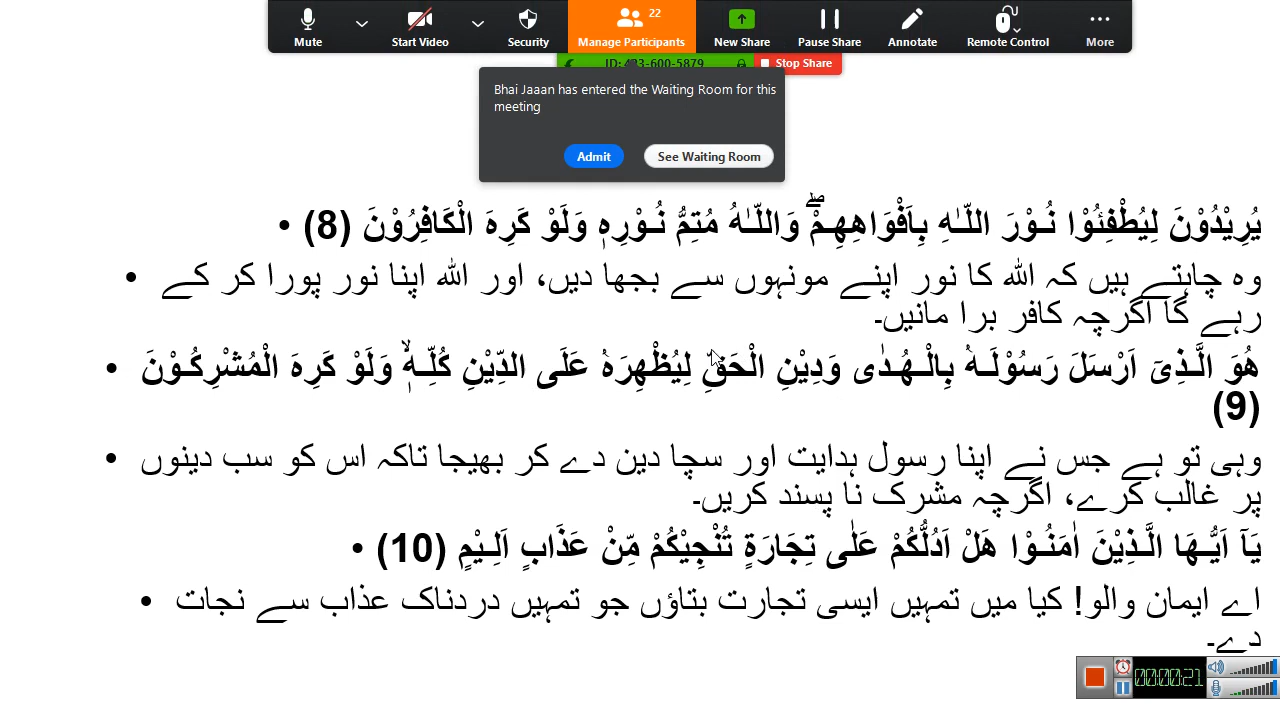 22
Mute
Start Video
Security
Manage Participants
New Share
Pause Share
Annotate
Remote Control
More
Stop Share
Bhai Jaaan has entered the Waiting Room for this
meeting
Admit
See Waiting Room
• يُرِيْدُوْنَ لِيُطْفِئُوْا نُـوْرَ اللّـٰهِ بِاَفْوَاهِهِـمْۖ وَاللّـٰهُ مُتِمُّ نُـوْرِهٖ وَلَوْ كَرِهَ الْكَافِرُوْنَ (8)
• وہ چاہتے ہیں کہ اللہ کا نور اپنے مونہوں سے بجھا دیں، اور اللہ اپنا نور پورا کر کے
رہے گا اگرچہ کافر برا مانیں۔
• هُوَ الَّـذِىٓ اَرْسَلَ رَسُوْلَـهٝ بِالْـهُـدٰى وَدِيْنِ الْحَقِّ لِيُظْهِرَهٝ عَلَى الدِّيْنِ كُلِّـهٖۙ وَلَوْ كَرِهَ الْمُشْرِكُـوْنَ
(9)
• وہی تو ہے جس نے اپنا رسول ہدایت اور سچا دین دے کر بھیجا تاکہ اس کو سب دینوں
پر غالب کرے، اگرچہ مشرک نا پسند کریں۔
• يَآ اَيُّـهَا الَّـذِيْنَ اٰمَنُـوْا هَلْ اَدُلُّكُمْ عَلٰى تِجَارَةٍ تُنْجِيْكُمْ مِّنْ عَذَابٍ اَلِـيْمٍ (10)
• اے ایمان والو! کیا میں تمہیں ایسی تجارت بتاؤں جو تمہیں دردناک عذاب سے نجات
دے۔
00:00:21